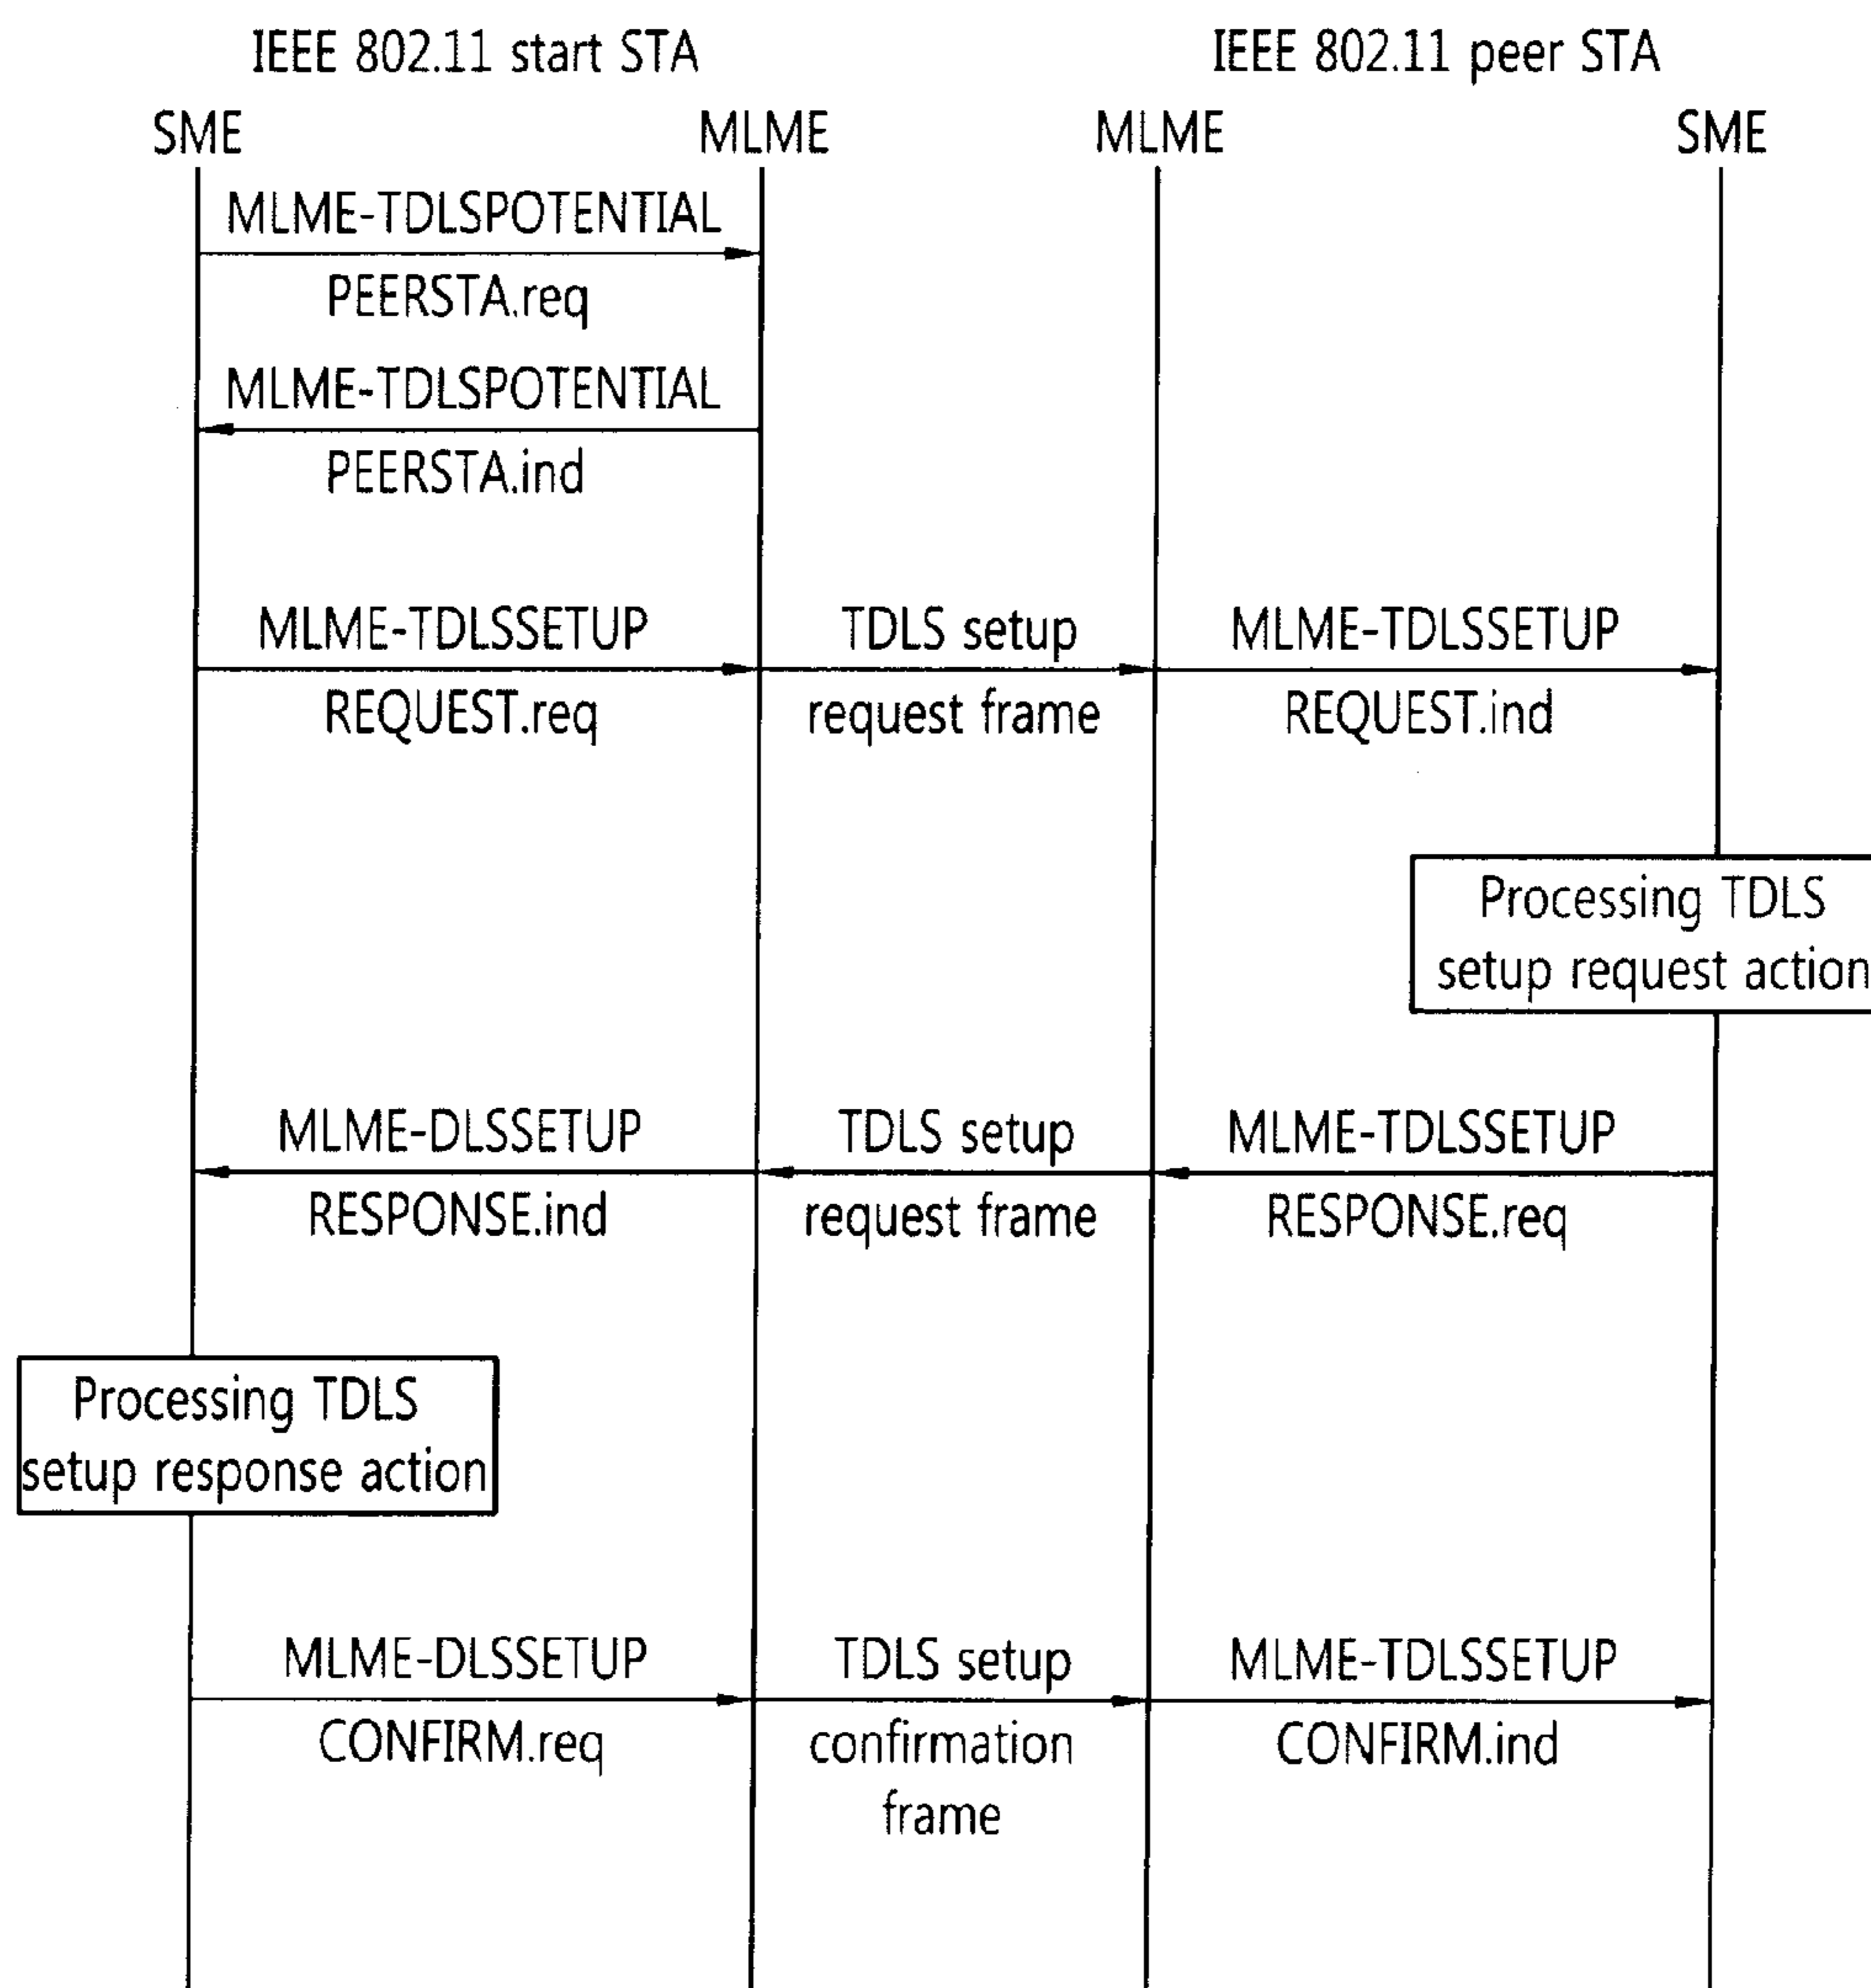 IEEE 802.11 start STA
IEEE 802.11 peer STA
SME
MLME
MLME
SME
MLME-TDLSPOTENTIAL
PEERSTA.req
MLME-TDLSPOTENTIAL
PEERSTA.ind
MLME-TDLSSETUP
REQUEST.req
TDLS setup
request frame
MLME-TDLSSETUP
REQUEST.ind
Processing TDLS
setup request action
MLME-DLSSETUP
RESPONSE.ind
TDLS setup
request frame
MLME-TDLSSETUP
RESPONSE.req
Processing TDLS
setup response action
MLME-DLSSETUP
CONFIRM.req
TDLS setup
confirmation
frame
MLME-TDLSSETUP
CONFIRM.ind